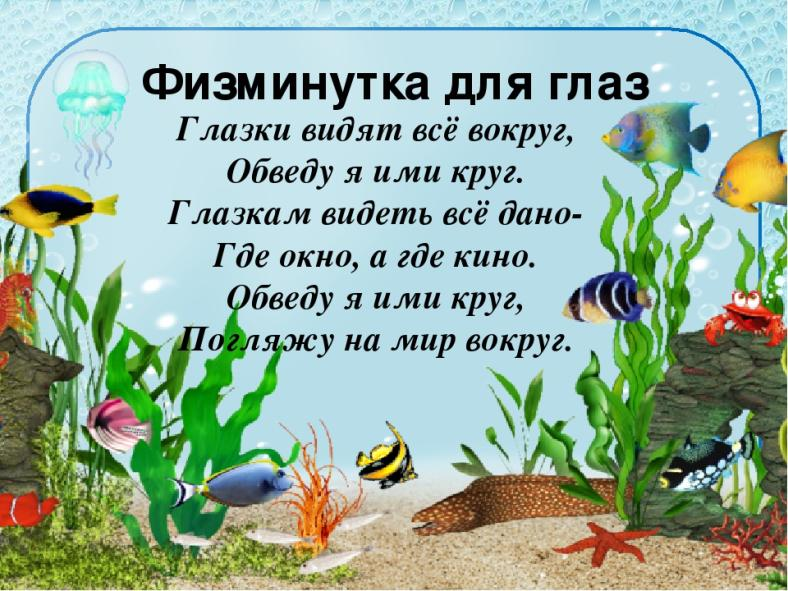 Физминутка для глаз
Глазки видят всё вокруг,
Обведу я ими круг.
Глазкам видеть всё дано-
Где окно, а где кино.
Обведу я ими круг,
Погляжу на мир вокруг.